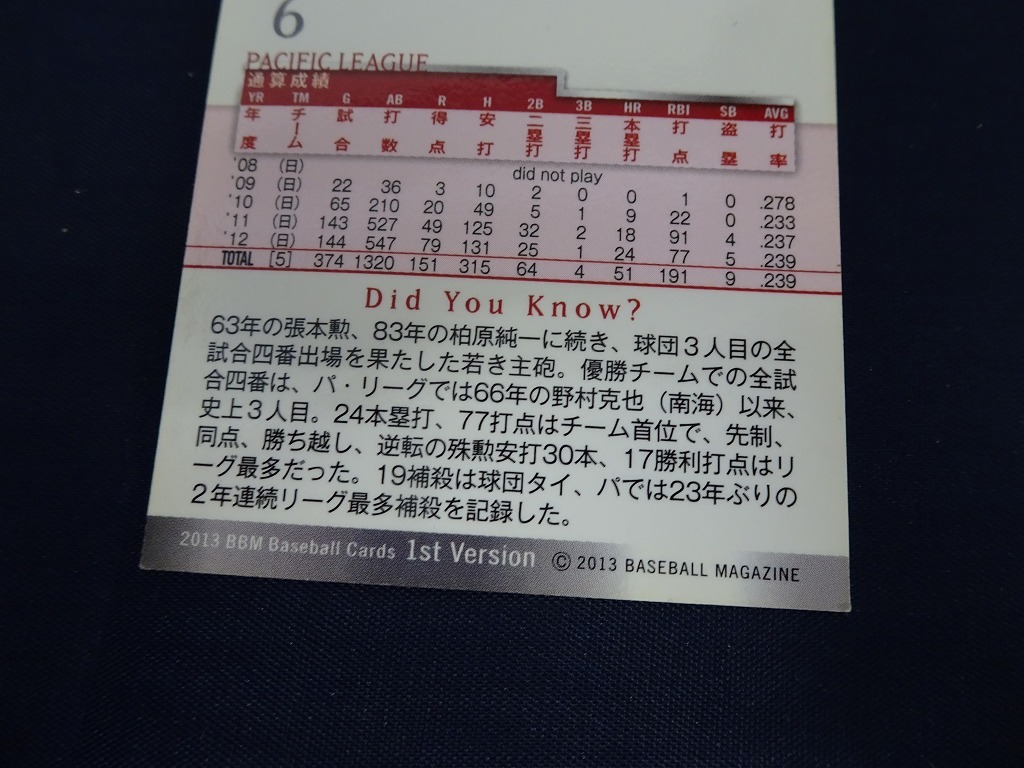 6
PACIFIC LEAGUE
通算成績
YR TM G AB R H 2B 3B HR RBI SB AVG
年度 チーム 試合 打数 得点 安打 二塁打 三塁打 本塁打 打点 盗塁 打率
'08 (日) did not play
'09 (日) 22 36 3 10 2 0 0 1 0 .278
'10 (日) 65 210 20 49 5 1 9 22 0 .233
'11 (日) 143 527 49 125 32 2 18 91 4 .237
'12 (日) 144 547 79 131 25 1 24 77 5 .239
TOTAL [5] 374 1320 151 315 64 4 51 191 9 .239
Did You Know?
63年の張本勲、83年の柏原純一に続き、球団3人目の全
試合四番出場を果たした若き主砲。優勝チームでの全試
合四番は、パ・リーグでは66年の野村克也(南海)以来、
史上3人目。24本塁打、77打点はチーム首位で、先制、
同点、勝ち越し、逆転の殊勲安打30本、17勝利打点はリ
ーグ最多だった。19補殺は球団タイ、パでは23年ぶりの
2年連続リーグ最多補殺を記録した。
2013 BBM Baseball Cards 1st Version © 2013 BASEBALL MAGAZINE